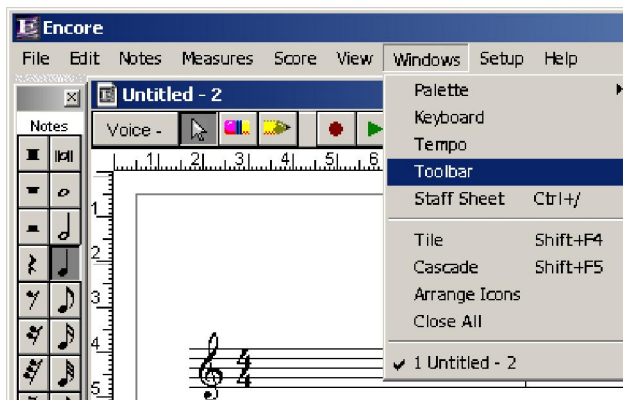 Encore
File Edit Notes Measures Score View Windows Setup Help
Untitled - 2
Notes
Voice -
1 2 3 4 5 6
1
2
3
4
5
4
4
Palette
Keyboard
Tempo
Toolbar
Staff Sheet Ctrl+/
Tile Shift+F4
Cascade Shift+F5
Arrange Icons
Close All
1 Untitled - 2